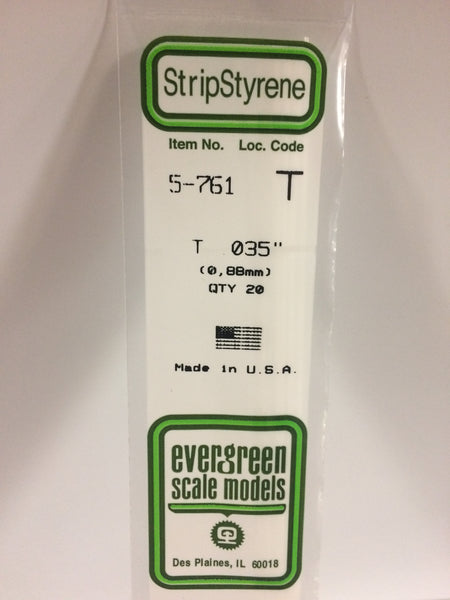 StripStyrene
Item No. Loc. Code
5-761 T
T .035"
(0,88mm)
QTY 20
Made in U.S.A.
evergreen
scale models
Des Plaines, IL 60018